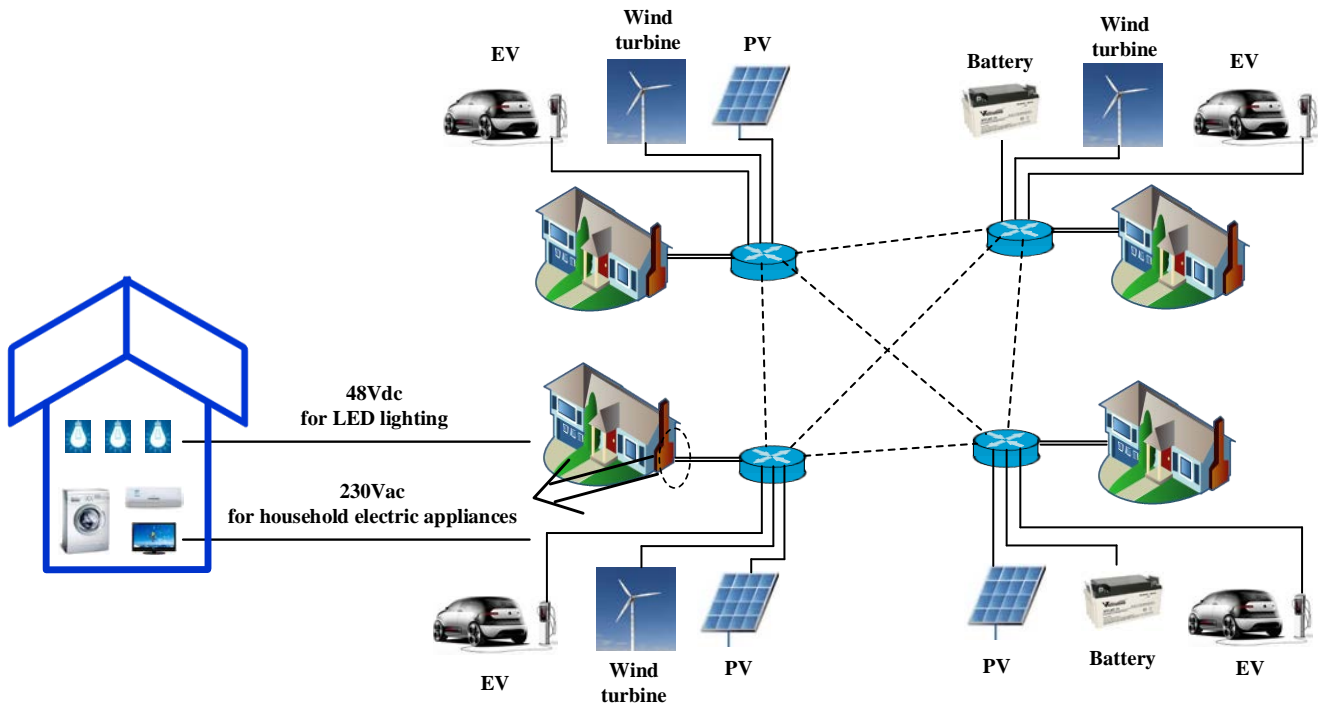 Wind
turbine
EV
PV
Battery
Wind
turbine
EV
48Vdc
for LED lighting
230Vac
for household electric appliances
EV
Wind
turbine
PV
PV
Battery
EV